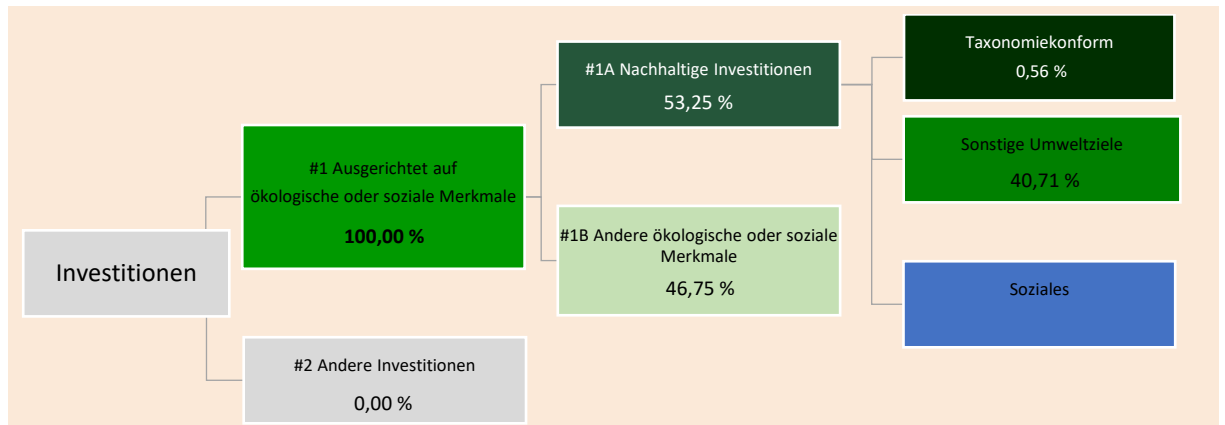 Investitionen
#1 Ausgerichtet auf
ökologische oder soziale Merkmale
100,00 %
#2 Andere Investitionen
0,00 %
#1A Nachhaltige Investitionen
53,25 %
#1B Andere ökologische oder soziale
Merkmale
46,75 %
Taxonomiekonform
0,56 %
Sonstige Umweltziele
40,71 %
Soziales